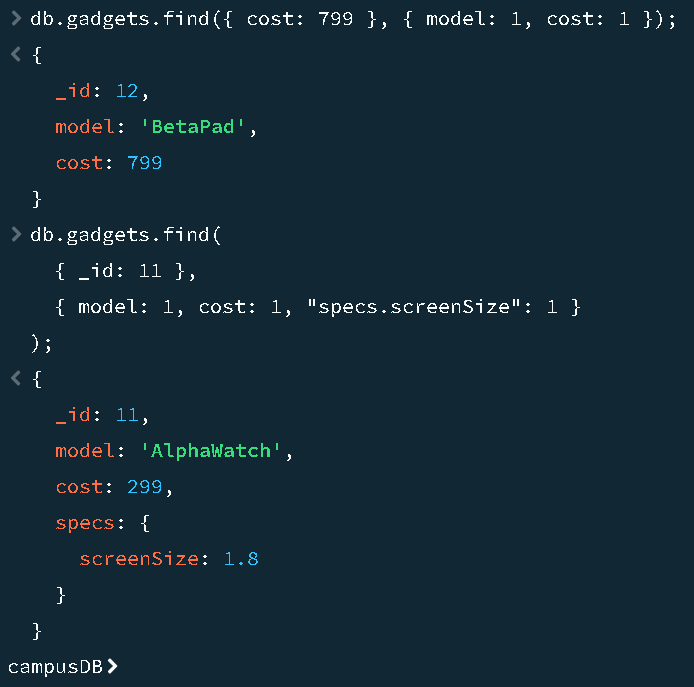 > db.gadgets.find({ cost: 799 }, { model: 1, cost: 1 });
< {
    _id: 12,
    model: 'BetaPad',
    cost: 799
  }
> db.gadgets.find(
    { _id: 11 },
    { model: 1, cost: 1, "specs.screenSize": 1 }
  );
< {
    _id: 11,
    model: 'AlphaWatch',
    cost: 299,
    specs: {
      screenSize: 1.8
    }
  }
campusDB>